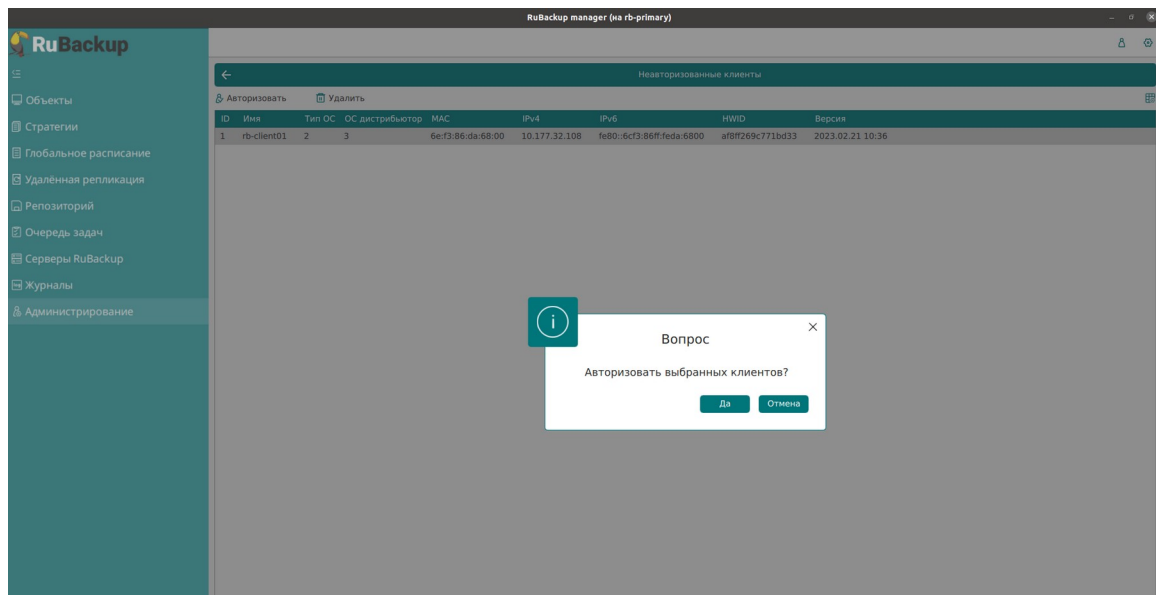 RuBackup manager (на rb-primary)
RuBackup
Объекты
Стратегии
Глобальное расписание
Удалённая репликация
Репозиторий
Очередь задач
Серверы RuBackup
Журналы
Администрирование
Неавторизованные клиенты
Авторизовать Удалить
ID Имя Тип ОС ОС дистрибьютор MAC IPv4 IPv6 HWID Версия
1 rb-client01 2 3 6e:f3:86:da:68:00 10.177.32.108 fe80::6cf3:86ff:feda:6800 af8ff269c771bd33 2023.02.21 10:36
Вопрос
Авторизовать выбранных клиентов?
Да Отмена